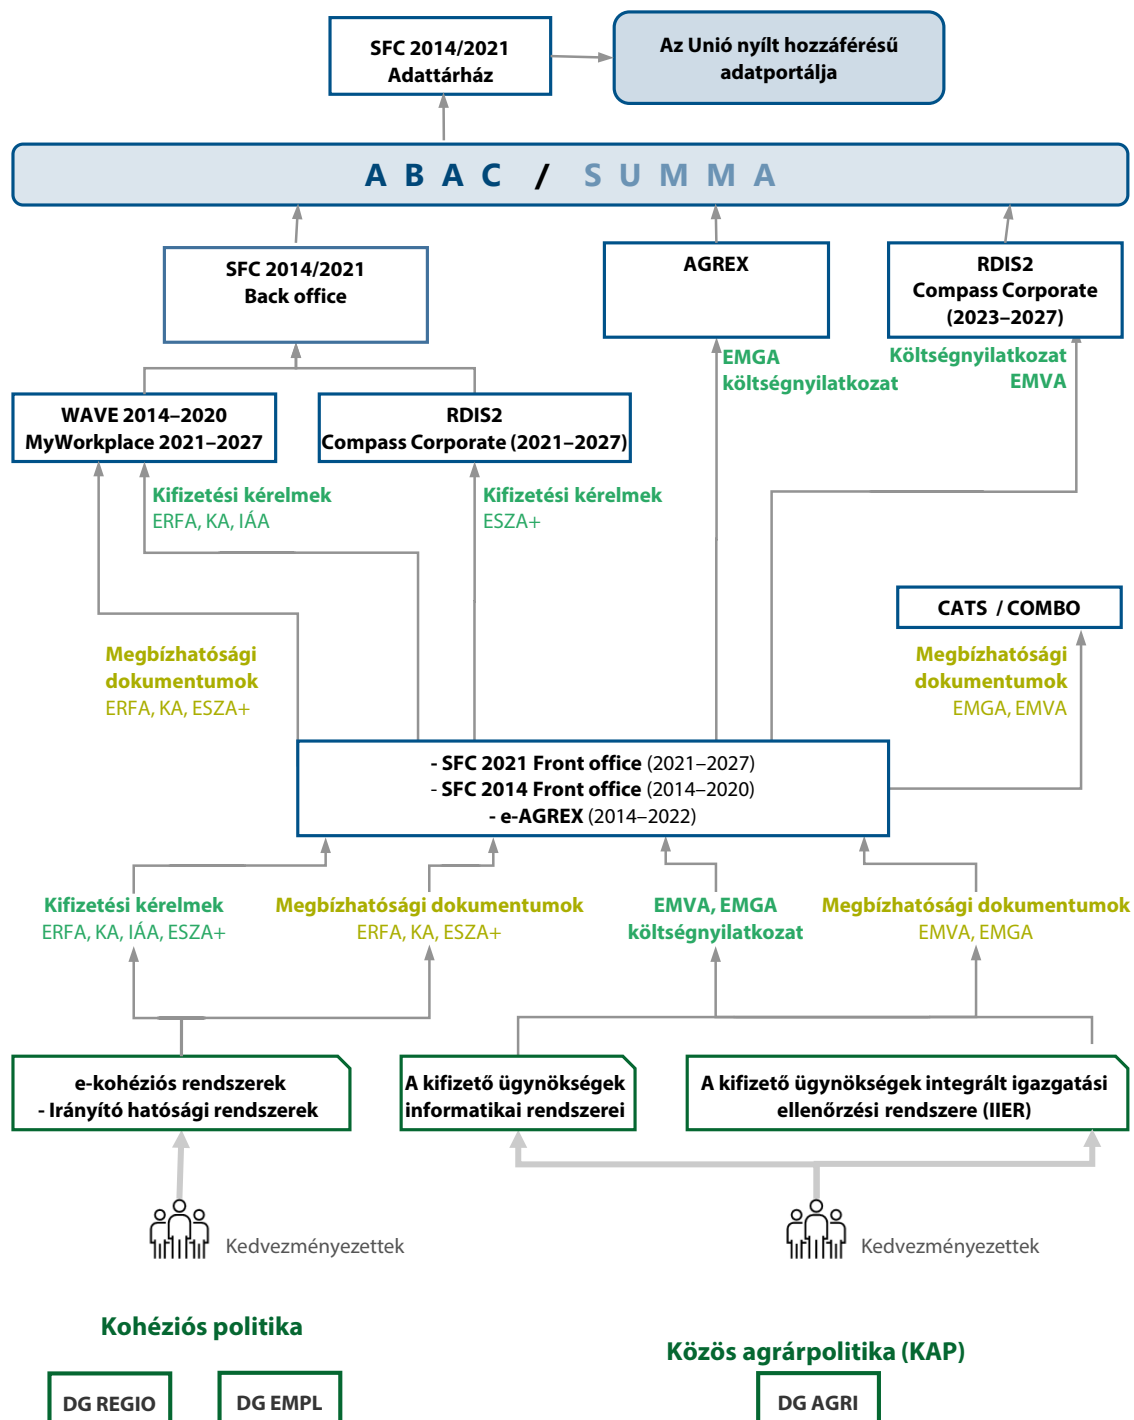 SFC 2014/2021
Adattárház
Az Unió nyílt hozzáférésű
adatportálja
ABAC / SUMMA
SFC 2014/2021
Back office
AGREX
RDIS2
Compass Corporate
(2023–2027)
EMGA
költségnyilatkozat
Költségnyilatkozat
EMVA
WAVE 2014–2020
MyWorkplace 2021–2027
RDIS2
Compass Corporate (2021–2027)
Kifizetési kérelmek
ERFA, KA, IÁA
Kifizetési kérelmek
ESZA+
CATS / COMBO
Megbízhatósági
dokumentumok
ERFA, KA, ESZA+
Megbízhatósági
dokumentumok
EMGA, EMVA
- SFC 2021 Front office (2021–2027)
- SFC 2014 Front office (2014–2020)
- e-AGREX (2014–2022)
Kifizetési kérelmek
ERFA, KA, IÁA, ESZA+
Megbízhatósági dokumentumok
ERFA, KA, ESZA+
EMVA, EMGA
költségnyilatkozat
Megbízhatósági dokumentumok
EMVA, EMGA
e-kohéziós rendszerek
- Irányító hatósági rendszerek
A kifizető ügynökségek
informatikai rendszerei
A kifizető ügynökségek integrált igazgatási
ellenőrzési rendszere (IIER)
Kedvezményezettek
Kedvezményezettek
Kohéziós politika
Közös agrárpolitika (KAP)
DG REGIO
DG EMPL
DG AGRI